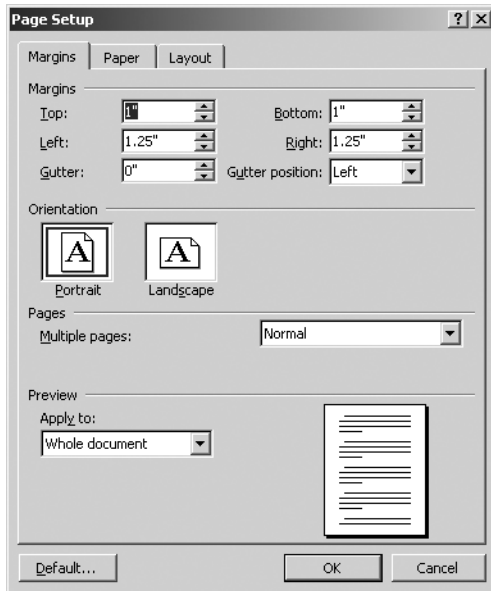 Page Setup
Margins Paper Layout
Margins
Top: 1" Bottom: 1"
Left: 1.25" Right: 1.25"
Gutter: 0" Gutter position: Left
Orientation
A A
Portrait Landscape
Pages
Multiple pages: Normal
Preview
Apply to:
Whole document
Default... OK Cancel